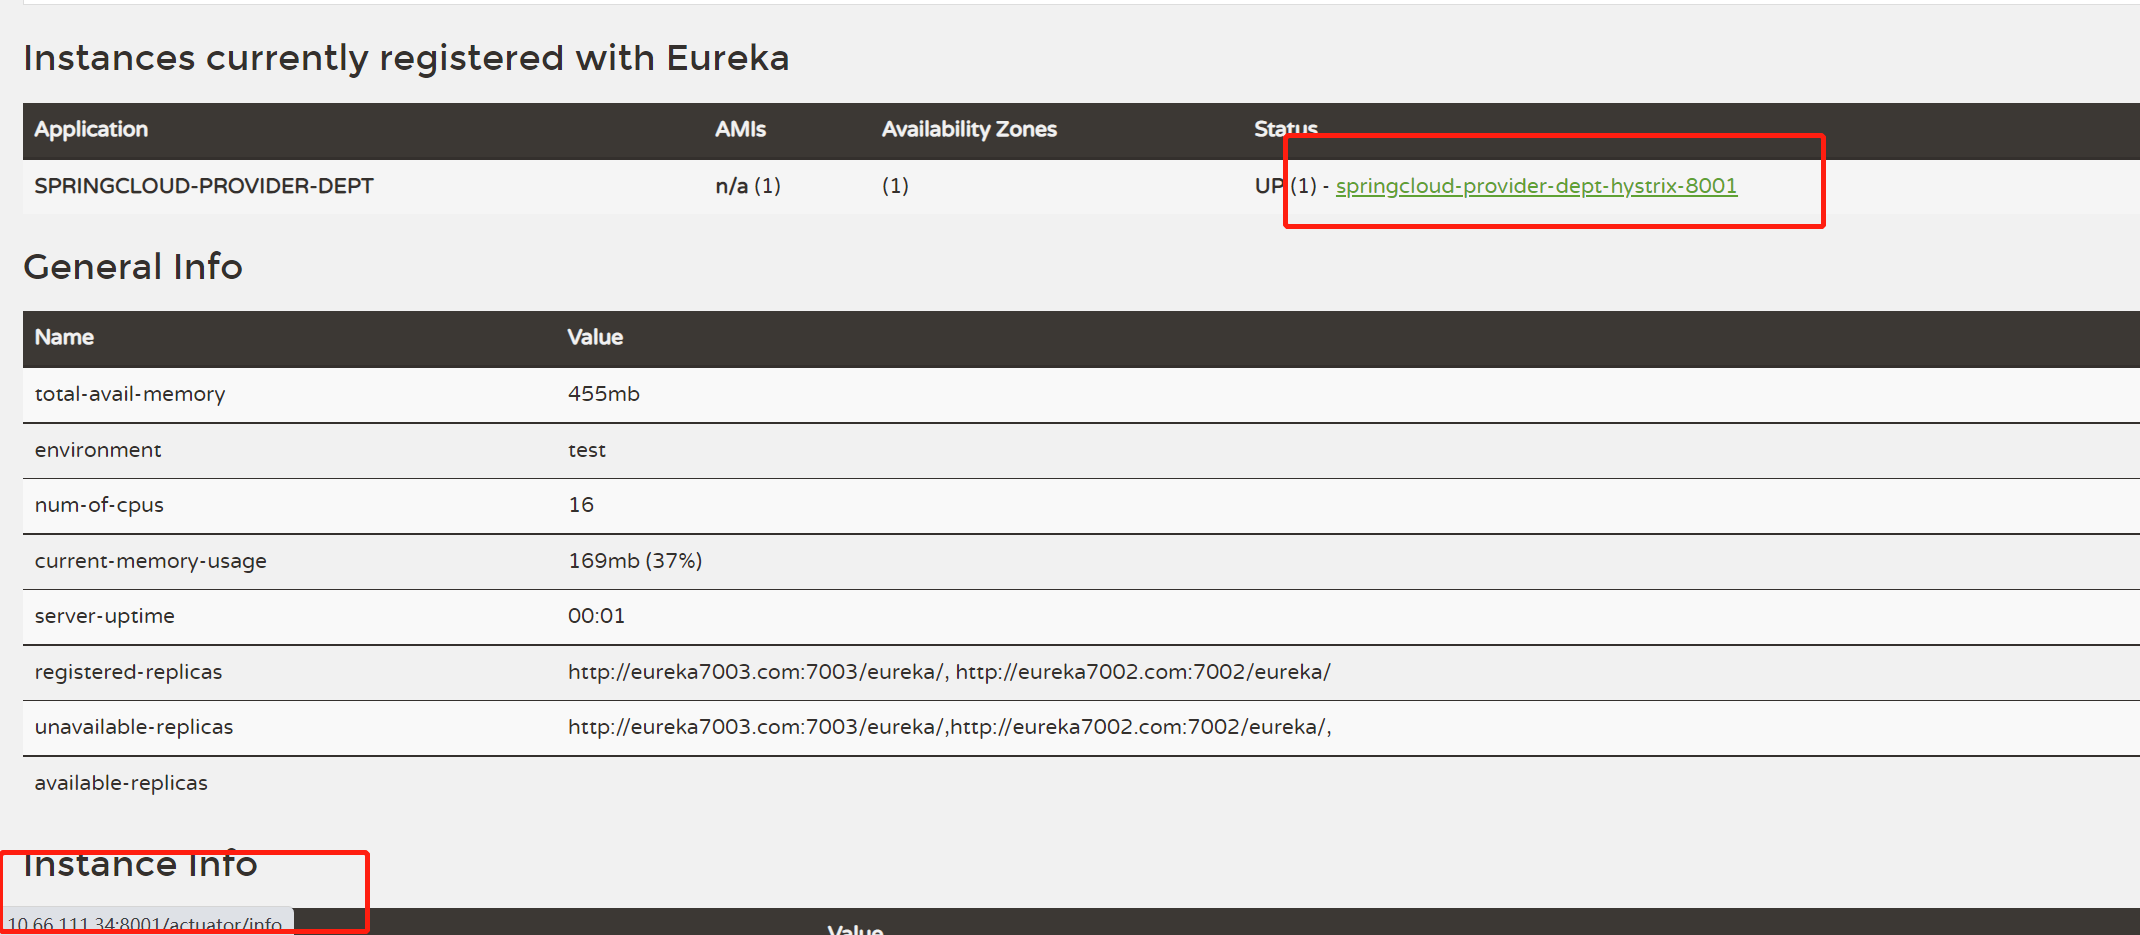 Instances currently registered with Eureka
Application AMIs Availability Zones Status
SPRINGCLOUD-PROVIDER-DEPT n/a (1) (1) UP (1) - springcloud-provider-dept-hystrix-8001
General Info
Name Value
total-avail-memory 455mb
environment test
num-of-cpus 16
current-memory-usage 169mb (37%)
server-uptime 00:01
registered-replicas http://eureka7003.com:7003/eureka/, http://eureka7002.com:7002/eureka/
unavailable-replicas http://eureka7003.com:7003/eureka/,http://eureka7002.com:7002/eureka/,
available-replicas
Instance Info
10.66.111.34:8001/actuator/info
Value